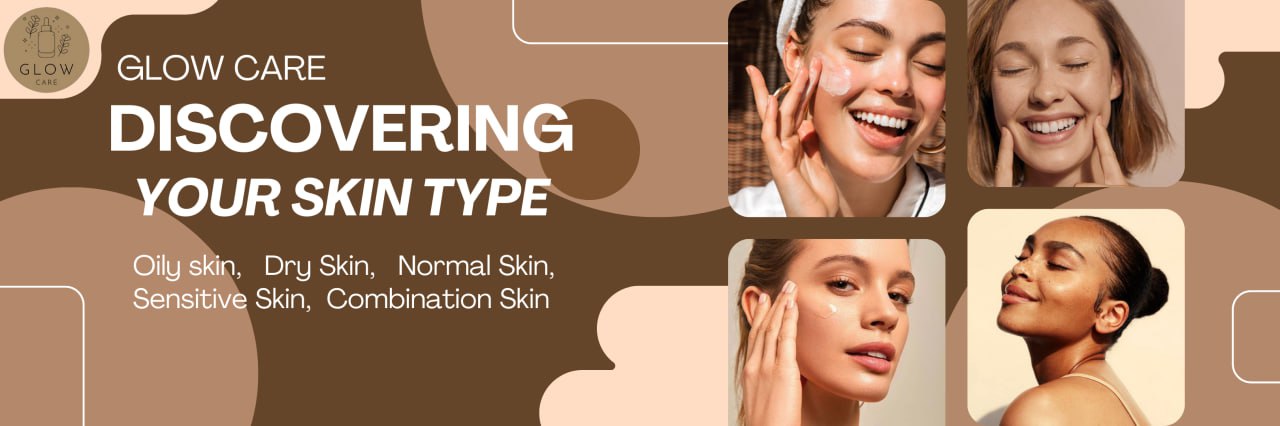 GLOW
CARE
GLOW CARE
DISCOVERING
YOUR SKIN TYPE
Oily skin, Dry Skin, Normal Skin,
Sensitive Skin, Combination Skin